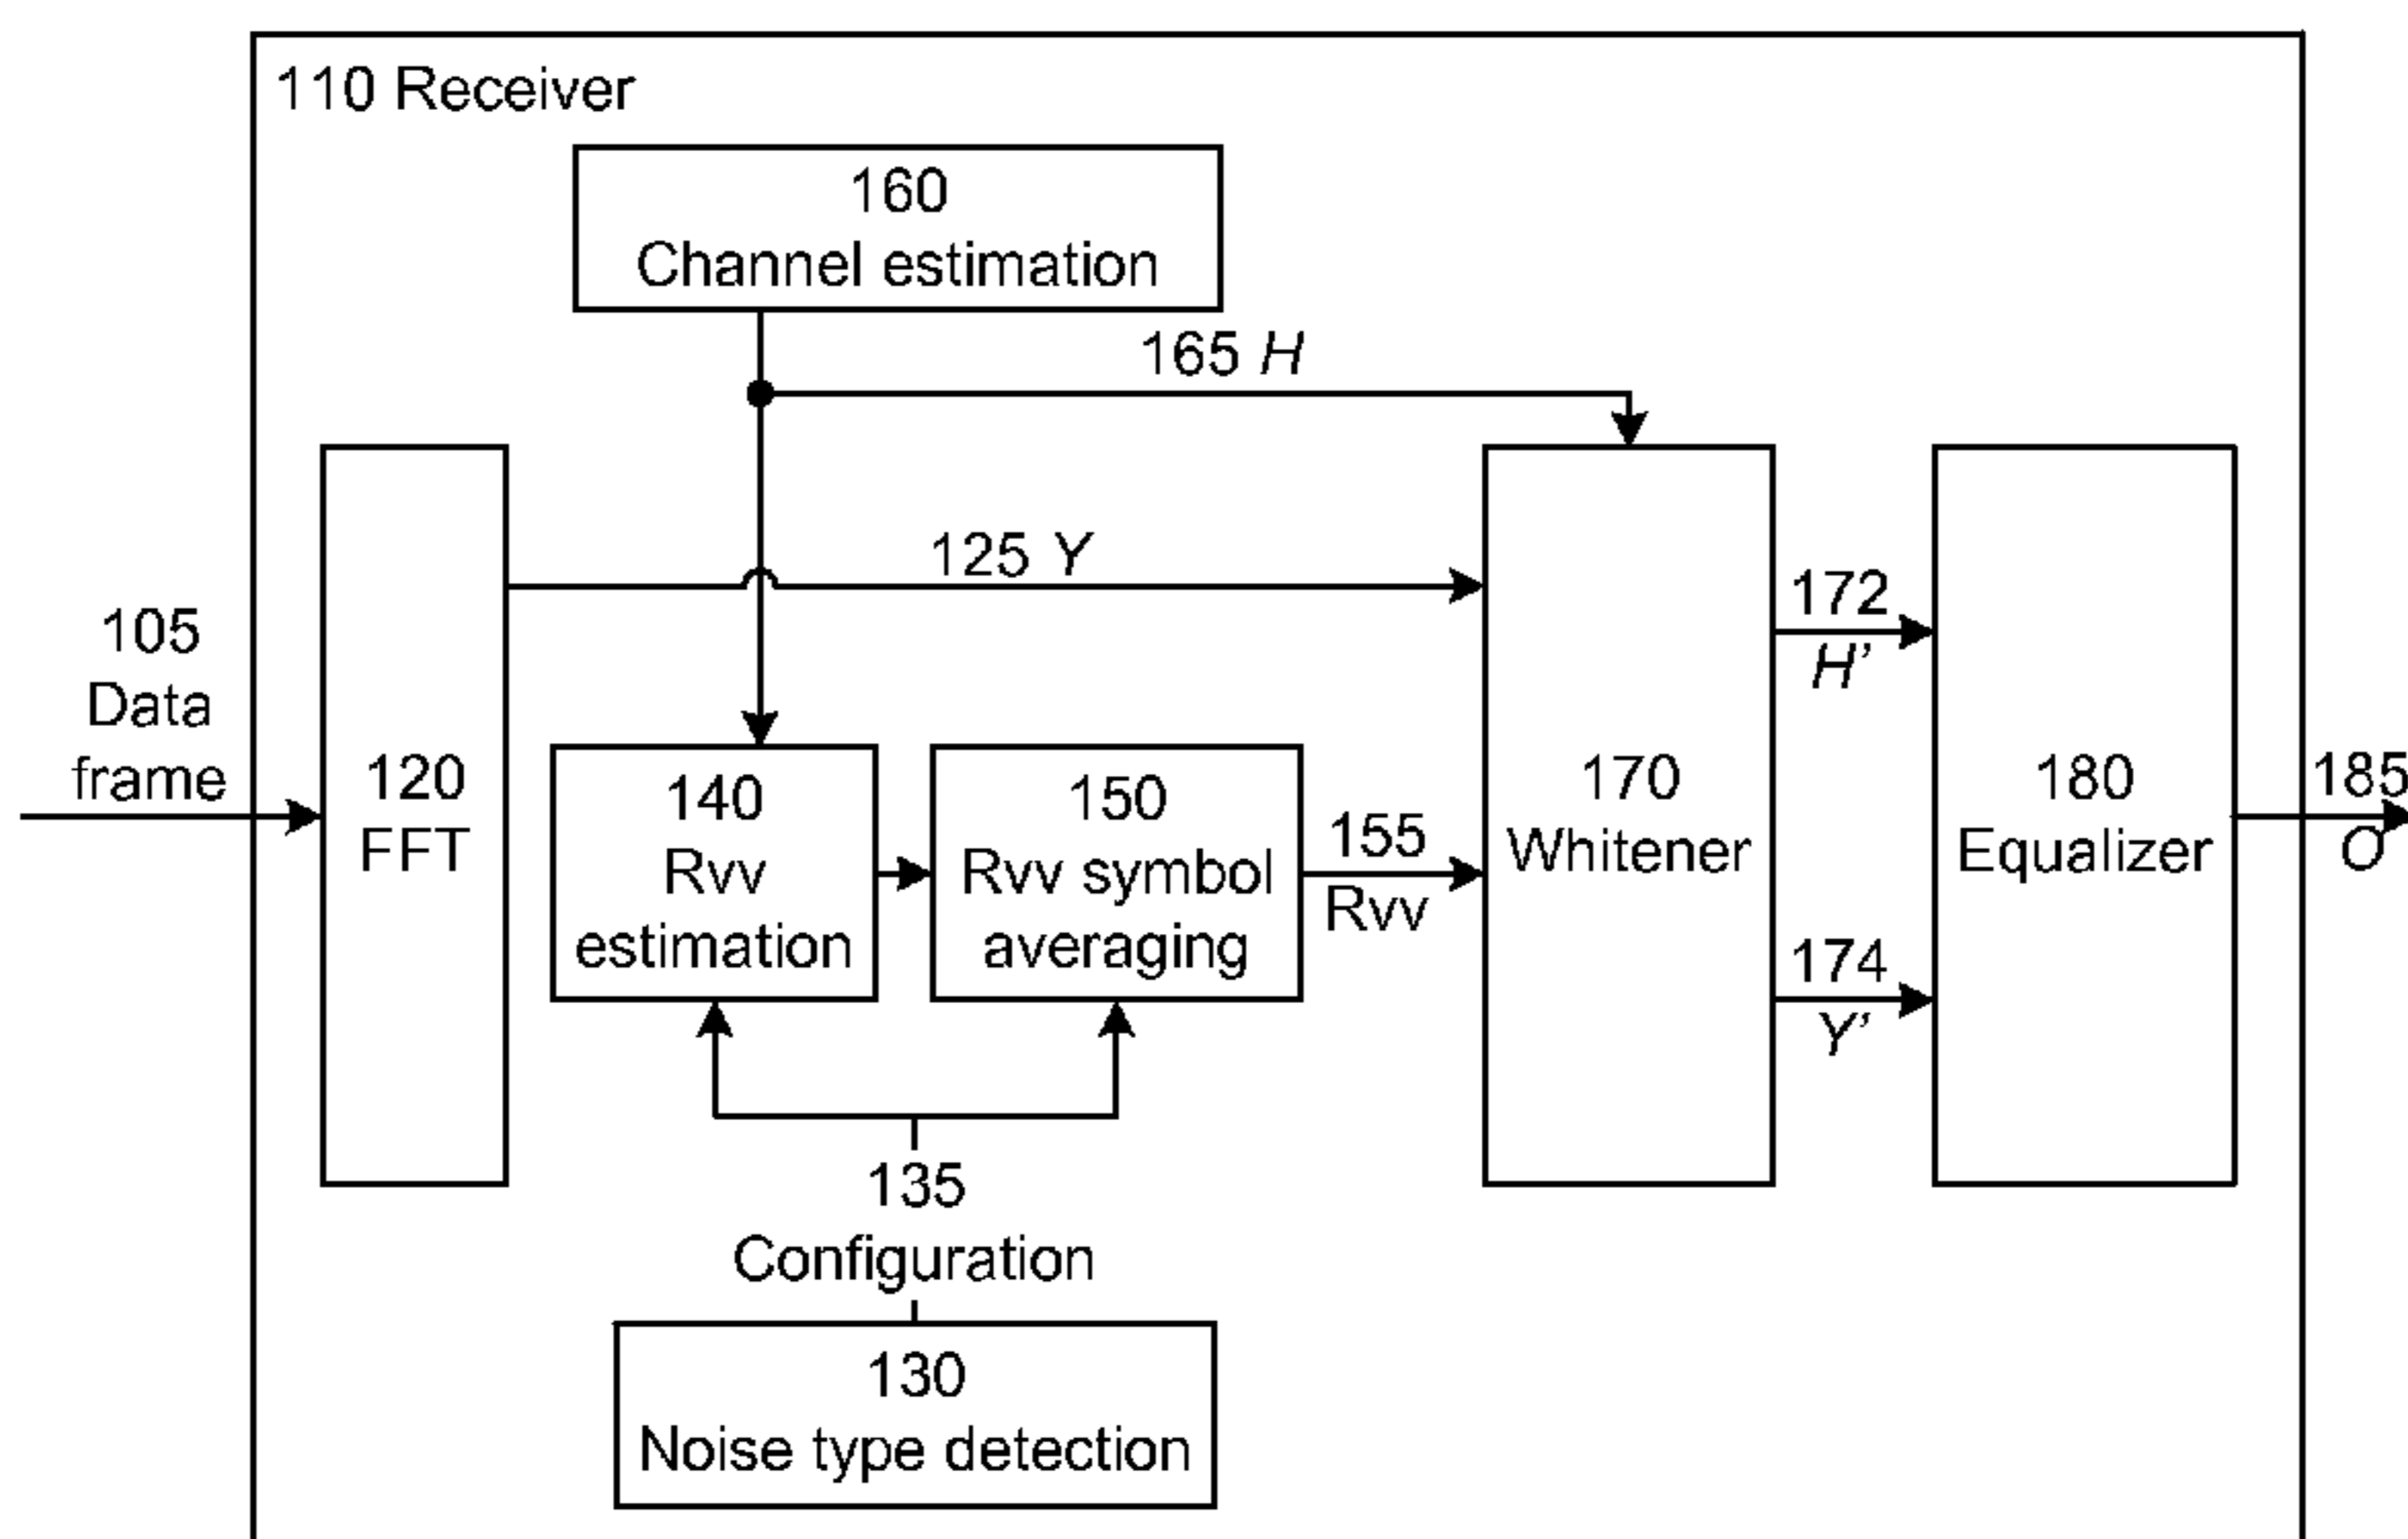 110 Receiver
160
Channel estimation
165 H
125 Y
105
Data
frame
120
FFT
140
Rvv
estimation
150
Rvv symbol
averaging
155
Rvv
170
Whitener
172
H’
174
Y’
180
Equalizer
185
O
135
Configuration
130
Noise type detection